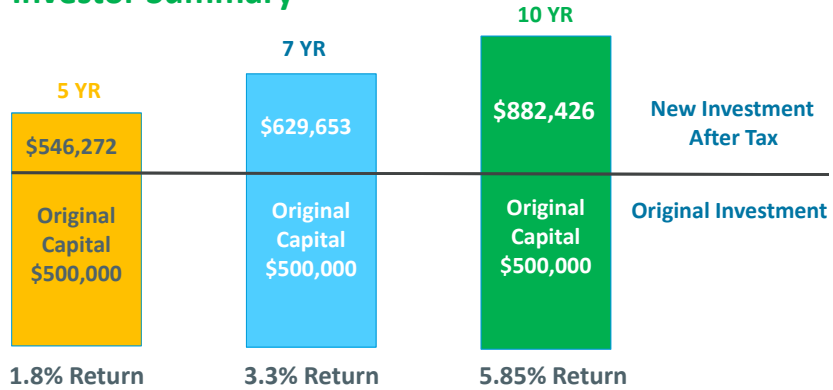 Investor Summary
10 YR
7 YR
5 YR
$882,426
New Investment
After Tax
$629,653
$546,272
Original
Capital
$500,000
Original
Capital
$500,000
Original
Capital
$500,000
Original Investment
1.8% Return
3.3% Return
5.85% Return